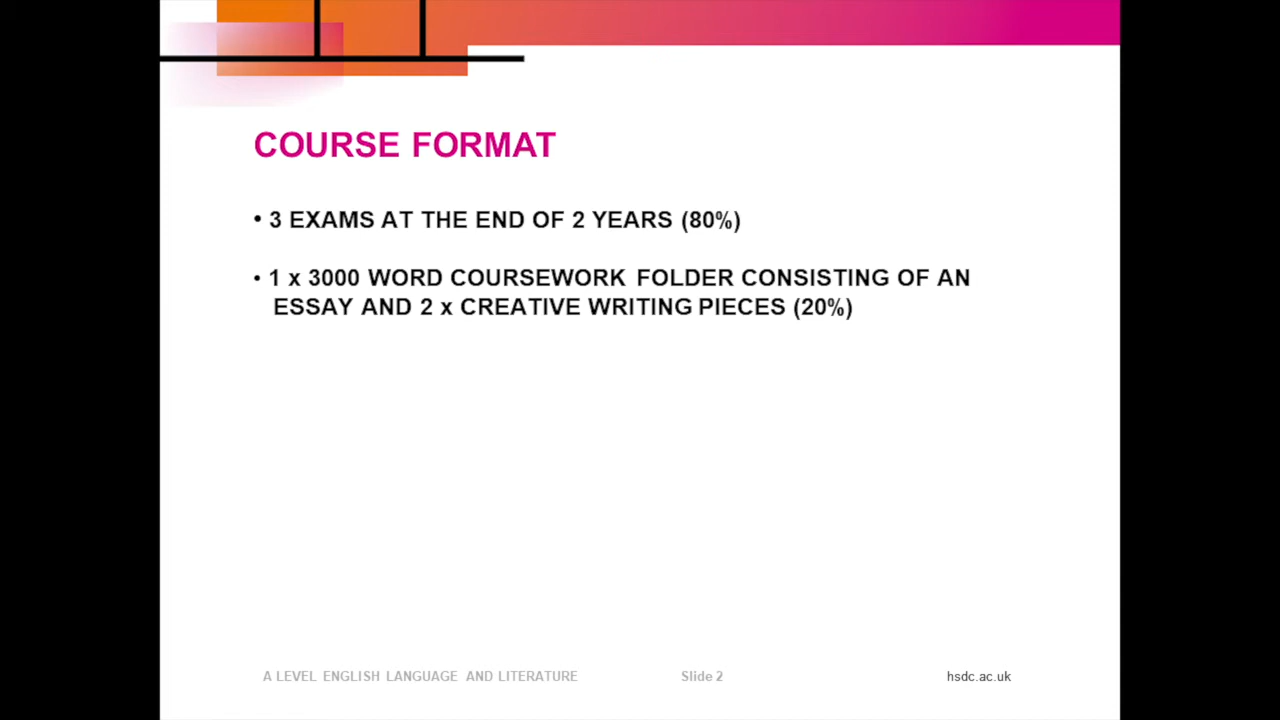 COURSE FORMAT
• 3 EXAMS AT THE END OF 2 YEARS (80%)
• 1 x 3000 WORD COURSEWORK FOLDER CONSISTING OF AN
ESSAY AND 2 x CREATIVE WRITING PIECES (20%)
A LEVEL ENGLISH LANGUAGE AND LITERATURE Slide 2 hsdc.ac.uk